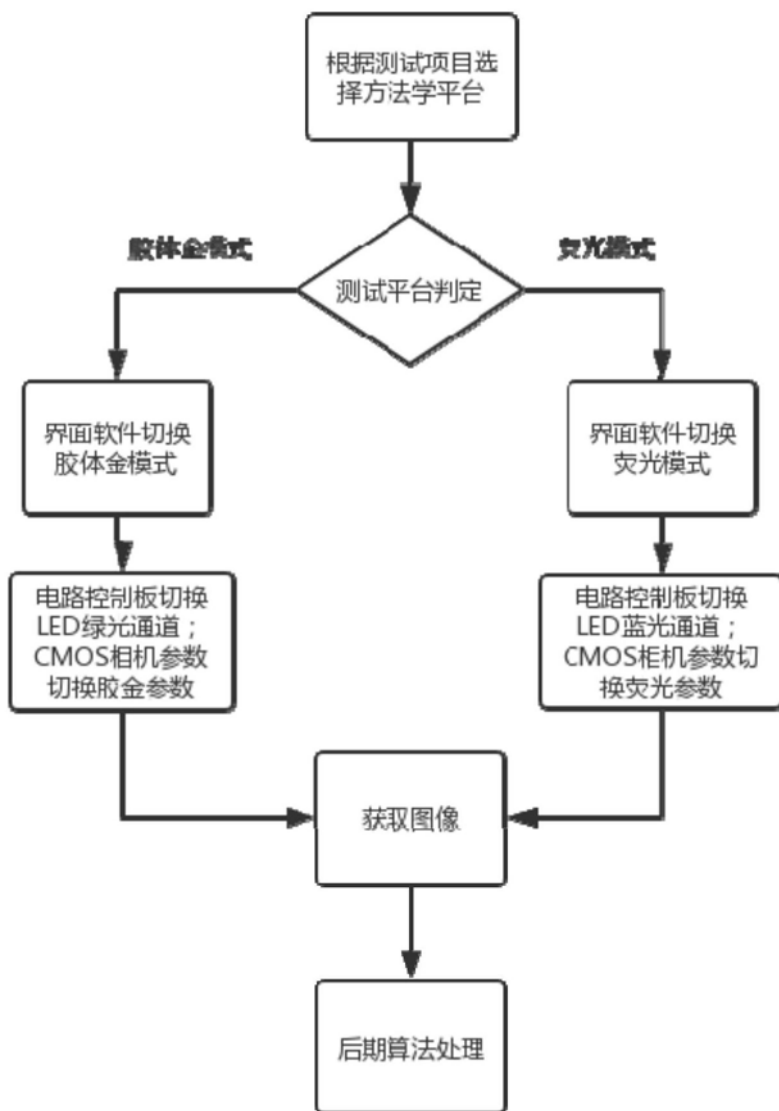 根据测试项目选
择方法学平台
胶体金模式
荧光模式
测试平台判定
界面软件切换
胶体金模式
界面软件切换
荧光模式
电路控制板切换
LED绿光通道；
CMOS相机参数
切换胶金参数
电路控制板切换
LED蓝光通道；
CMOS柜机参数切
换荧光参数
获取图像
后期算法处理